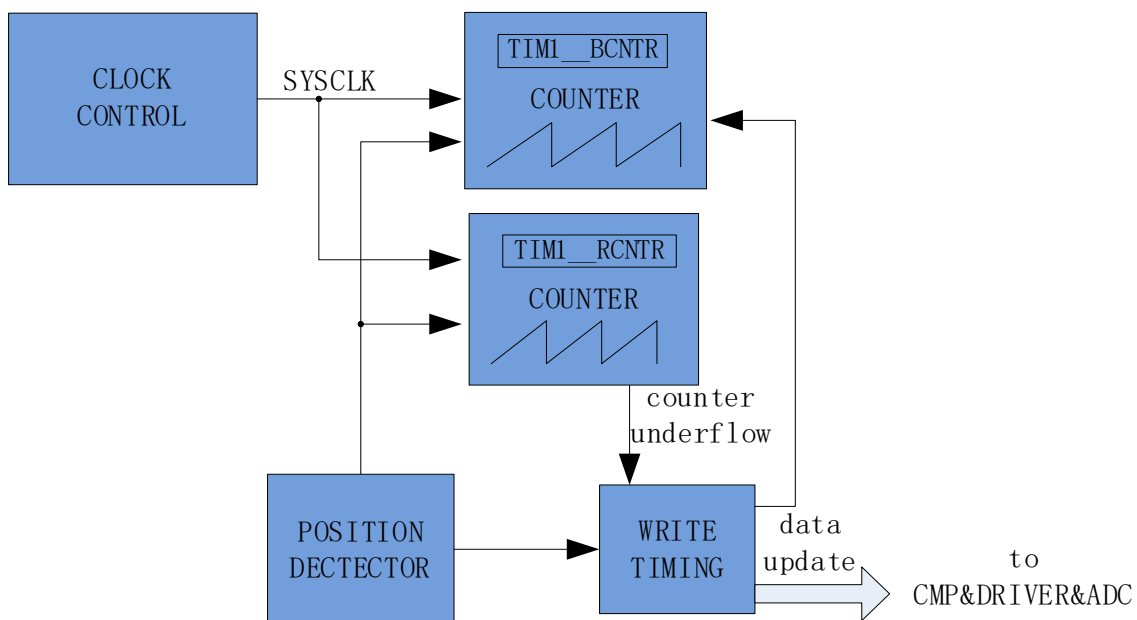 CLOCK
CONTROL
SYSCLK
TIM1__BCNTR
COUNTER
TIM1__RCNTR
COUNTER
counter
underflow
POSITION
DECTECTOR
WRITE
TIMING
data
update
to
CMP&DRIVER&ADC